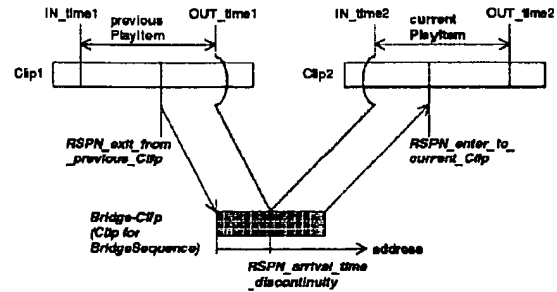 IN_time1
previous
PlayItem
OUT_time1
IN_time2
current
PlayItem
OUT_time2
Clip1
Clip2
RSPN_exit_from
_previous_Clip
RSPN_enter_to_
current_Clip
Bridge-Clip
(Clip for
BridgeSequence)
address
RSPN_arrival_time
_discontinuity